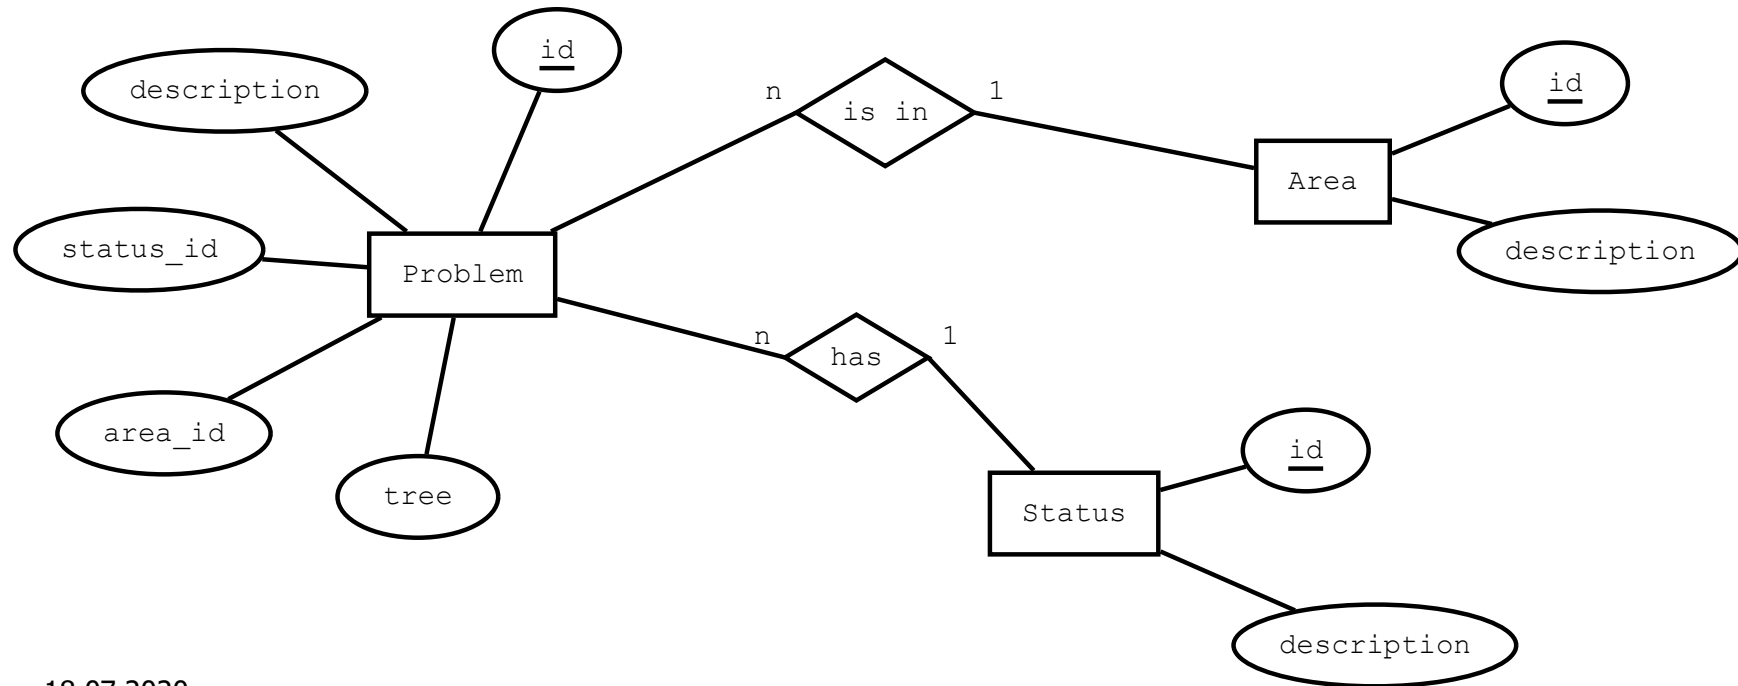 id
description
n
is in
1
id
Area
description
status_id
Problem
n
has
1
area_id
tree
id
Status
description